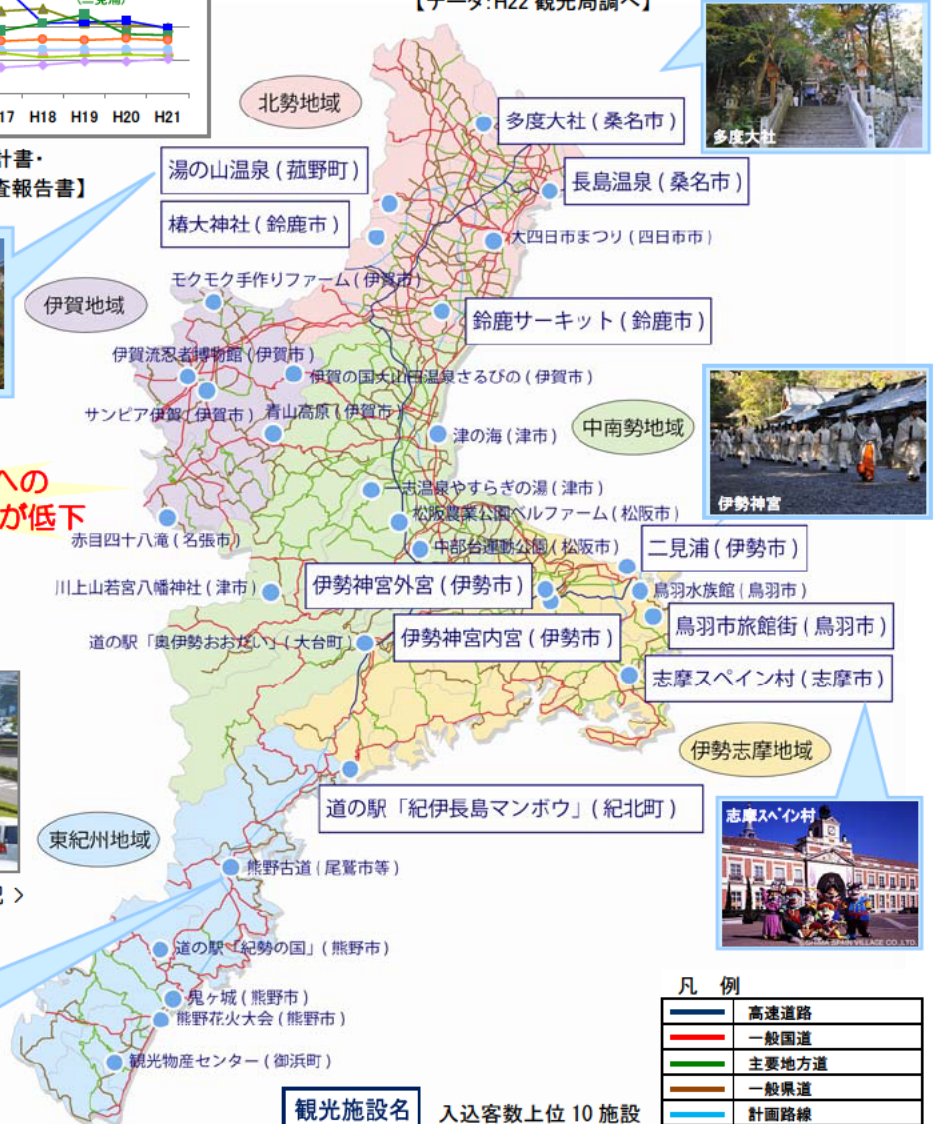 (二見浦)
17 H18 H19 H20 H21
【データ:H22 観光局調べ】
計書・
査報告書】
北勢地域
多度大社(桑名市)
多度大社
湯の山温泉(菰野町)
長島温泉(桑名市)
椿大神社(鈴鹿市)
大四日市まつり(四日市市)
モクモク手作りファーム(伊賀市)
伊賀地域
鈴鹿サーキット(鈴鹿市)
伊賀流忍者博物館(伊賀市)
伊賀の国大山田温泉さるびの(伊賀市)
サンピア伊賀(伊賀市)
青山高原(伊賀市)
津の海(津市)
中南勢地域
伊勢神宮
への
が低下
一志温泉やすらぎの湯(津市)
松阪農業公園ベルファーム(松阪市)
赤目四十八滝(名張市)
中部台運動公園(松阪市)
二見浦(伊勢市)
川上山若宮八幡神社(津市)
伊勢神宮外宮(伊勢市)
鳥羽水族館(鳥羽市)
鳥羽市旅館街(鳥羽市)
道の駅「奥伊勢おおだい」(大台町)
伊勢神宮内宮(伊勢市)
志摩スペイン村(志摩市)
伊勢志摩地域
道の駅「紀伊長島マンボウ」(紀北町)
志摩スペイン村
©SHIMA SPAIN VILLAGE CO.,LTD.
東紀州地域
熊野古道(尾鷲市等)
>
道の駅「紀勢の国」(熊野市)
鬼ヶ城(熊野市)
熊野花火大会(熊野市)
観光物産センター(御浜町)
凡 例
高速道路
一般国道
主要地方道
一般県道
計画路線
観光施設名 入込客数上位10施設